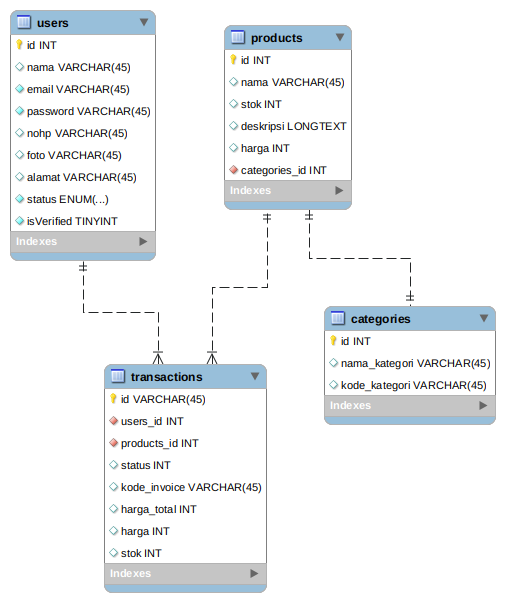 users
id INT
nama VARCHAR(45)
email VARCHAR(45)
password VARCHAR(45)
nohp VARCHAR(45)
foto VARCHAR(45)
alamat VARCHAR(45)
status ENUM(...)
isVerified TINYINT
Indexes
products
id INT
nama VARCHAR(45)
stok INT
deskripsi LONGTEXT
harga INT
categories_id INT
Indexes
categories
id INT
nama_kategori VARCHAR(45)
kode_kategori VARCHAR(45)
Indexes
transactions
id VARCHAR(45)
users_id INT
products_id INT
status INT
kode_invoice VARCHAR(45)
harga_total INT
harga INT
stok INT
Indexes